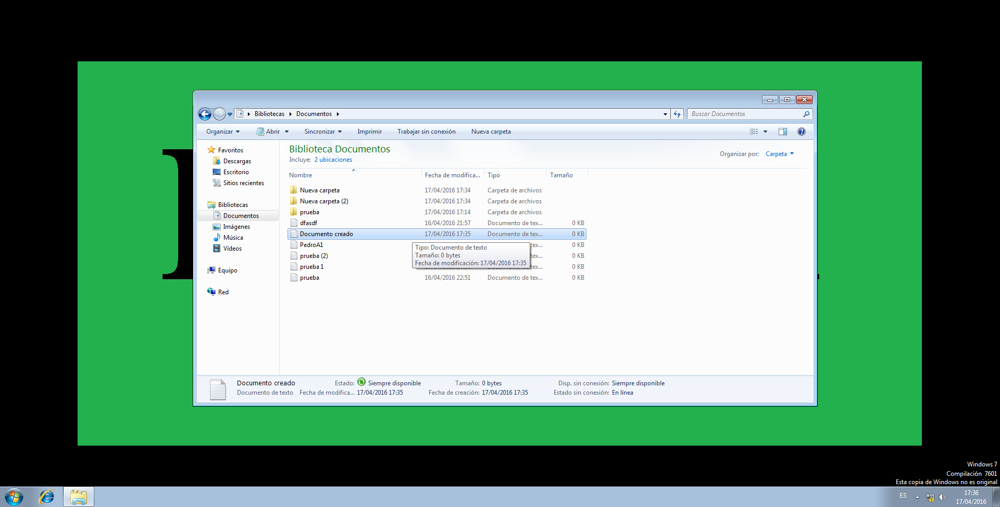 Bibliotecas Documentos
Buscar Documentos
Organizar Abrir Sincronizar Imprimir Trabajar sin conexión Nueva carpeta
Favoritos
Descargas
Escritorio
Sitios recientes
Bibliotecas
Documentos
Imágenes
Música
Vídeos
Equipo
Red
Biblioteca Documentos
Incluye: 2 ubicaciones
Organizar por: Carpeta
Nombre Fecha de modifica... Tipo Tamaño
Nueva carpeta 17/04/2016 17:34 Carpeta de archivos
Nueva carpeta (2) 17/04/2016 17:34 Carpeta de archivos
prueba 17/04/2016 17:14 Carpeta de archivos
dfasdf 16/04/2016 21:57 Documento de tex... 0 KB
Documento creado 17/04/2016 17:35 Documento de tex... 0 KB
PedroA1 tex... 0 KB
prueba (2) tex... 0 KB
prueba 1 0 KB
prueba 16/04/2016 22:51 Documento de tex... 0 KB
Tipo: Documento de texto
Tamaño: 0 bytes
Fecha de modificación: 17/04/2016 17:35
Documento creado Estado: Siempre disponible Tamaño: 0 bytes Disp. sin conexión: Siempre disponible
Documento de texto Fecha de modifica... 17/04/2016 17:35 Fecha de creación: 17/04/2016 17:35 Estado sin conexión: En línea
Windows 7
Compilación 7601
Esta copia de Windows no es original
ES
17:36
17/04/2016